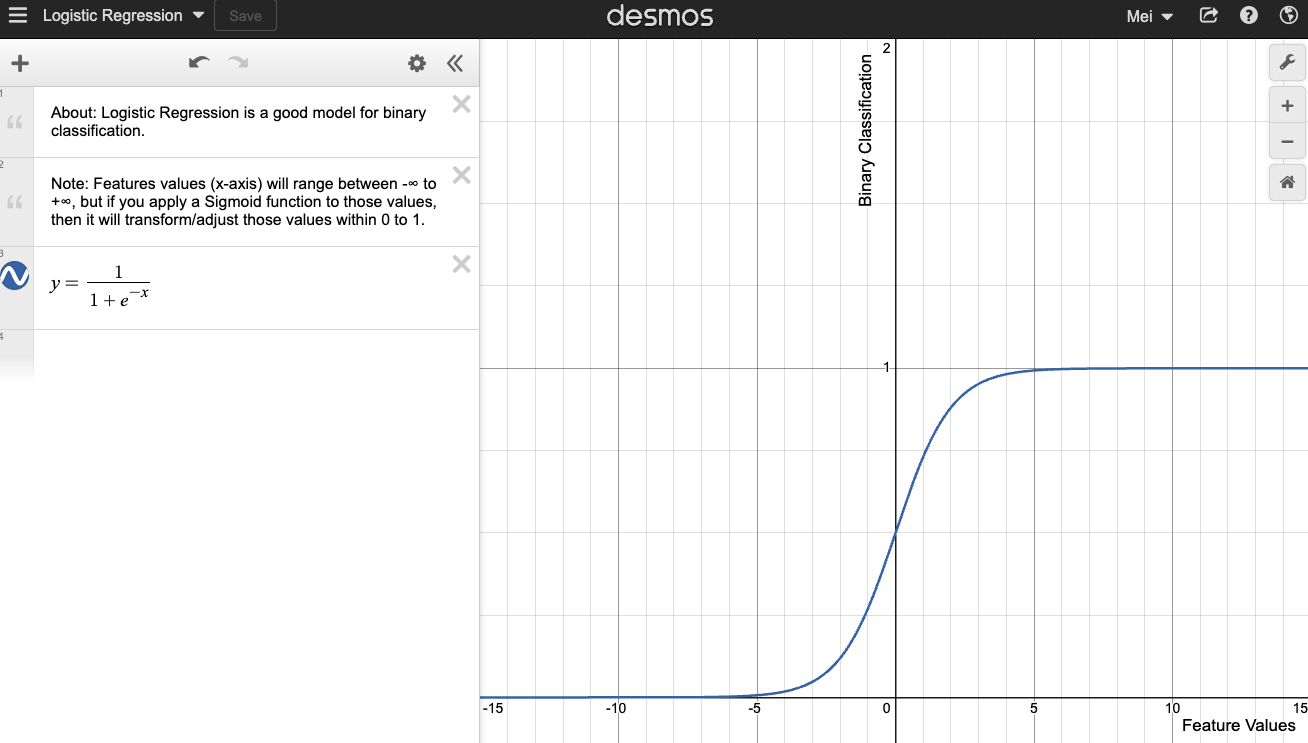 Logistic Regression
Save
desmos
Mei
1
About: Logistic Regression is a good model for binary
classification.
2
Note: Features values (x-axis) will range between -∞ to
+∞, but if you apply a Sigmoid function to those values,
then it will transform/adjust those values within 0 to 1.
3
y = 1 / (1 + e^(-x))
4
Binary Classification
2
1
-15 -10 -5 0 5 10 15
Feature Values